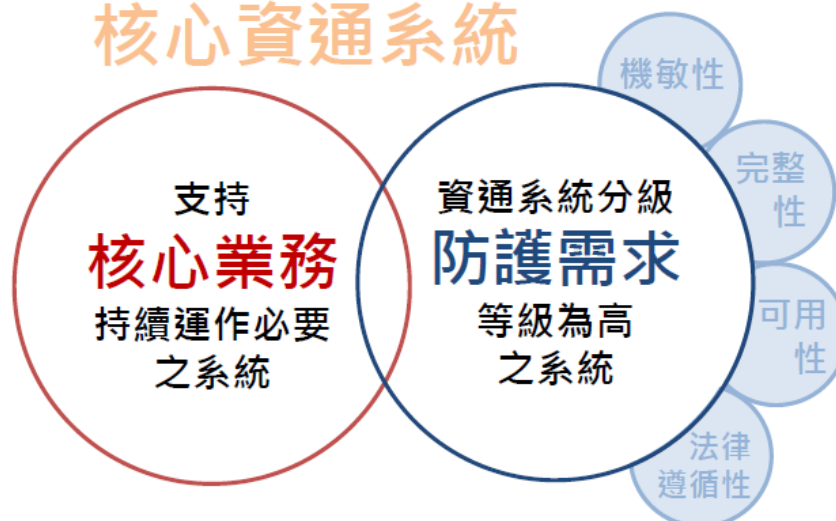 核心資通系統
支持
核心業務
持續運作必要
之系統
資通系統分級
防護需求
等級為高
之系統
機敏性
完整
性
可用
性
法律
遵循性